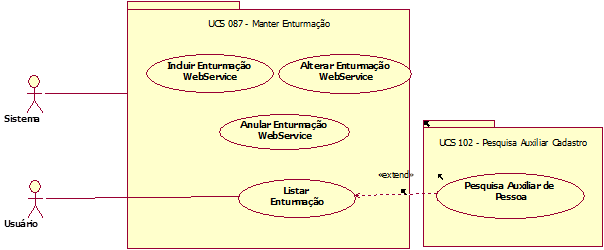 UCS 087 - Manter Enturmação
Incluir Enturmação
WebService
Alterar Enturmação
WebService
Sistema
Anular Enturmação
WebService
UCS 102 - Pesquisa Auxiliar Cadastro
«extend»
Listar
Enturmação
Pesquisa Auxiliar de
Pessoa
Usuário